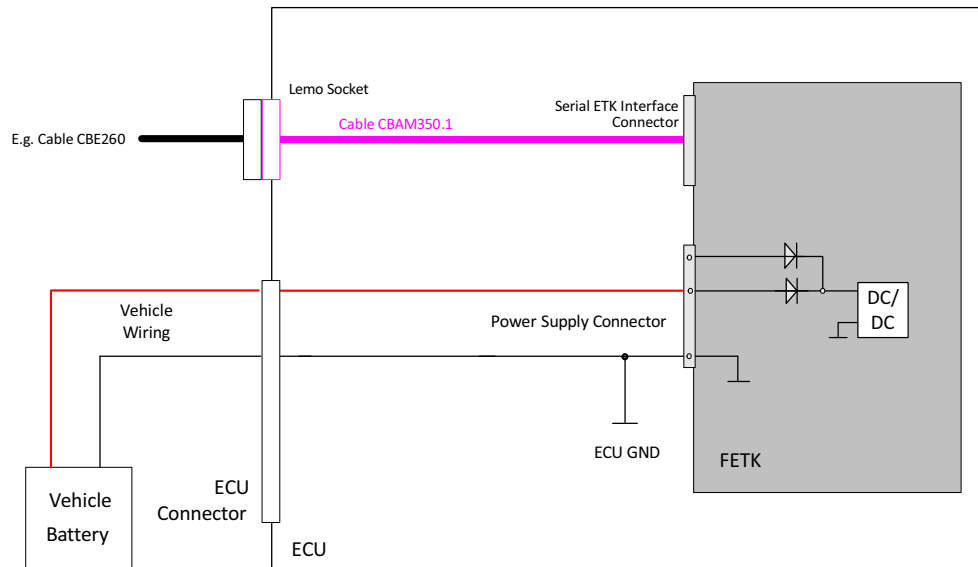 Lemo Socket
Serial ETK Interface
Connector
Cable CBAM350.1
E.g. Cable CBE260
Vehicle
Wiring
Power Supply Connector
DC/
DC
ECU GND
FETK
ECU
Connector
Vehicle
Battery
ECU